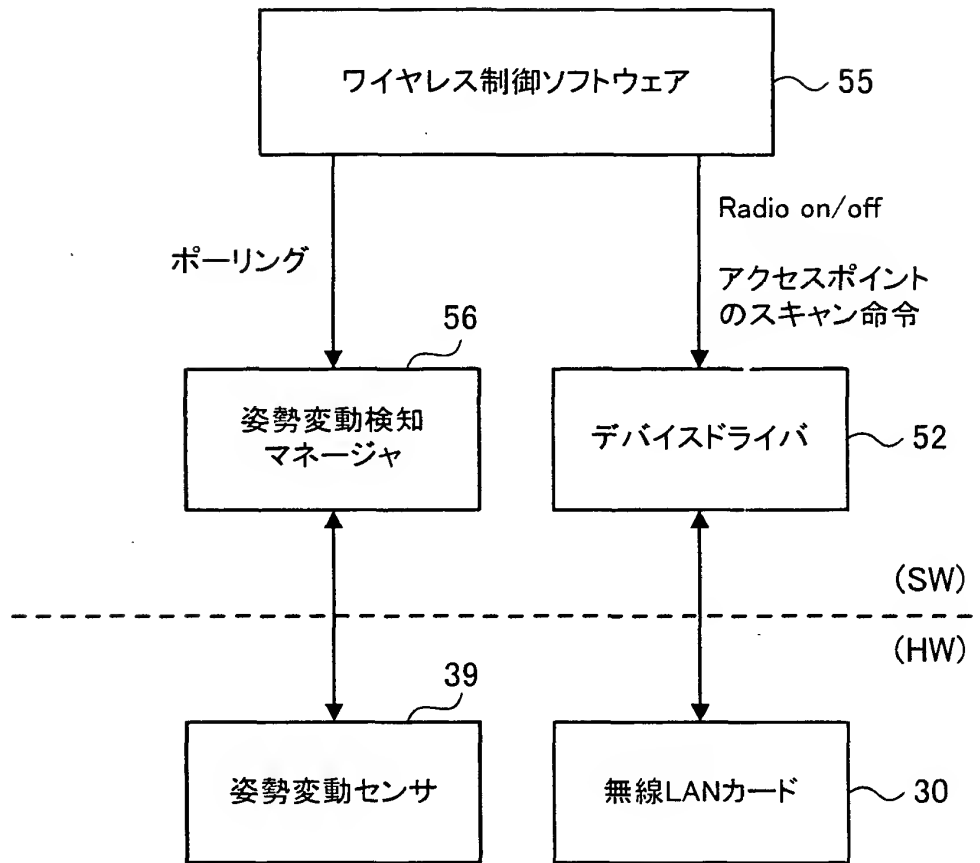 ワイヤレス制御ソフトウェア
55
ポーリング
Radio on/off
アクセスポイント
のスキャン命令
56
姿勢変動検知
マネージャ
デバイスドライバ
52
(SW)
(HW)
39
姿勢変動センサ
無線LANカード
30